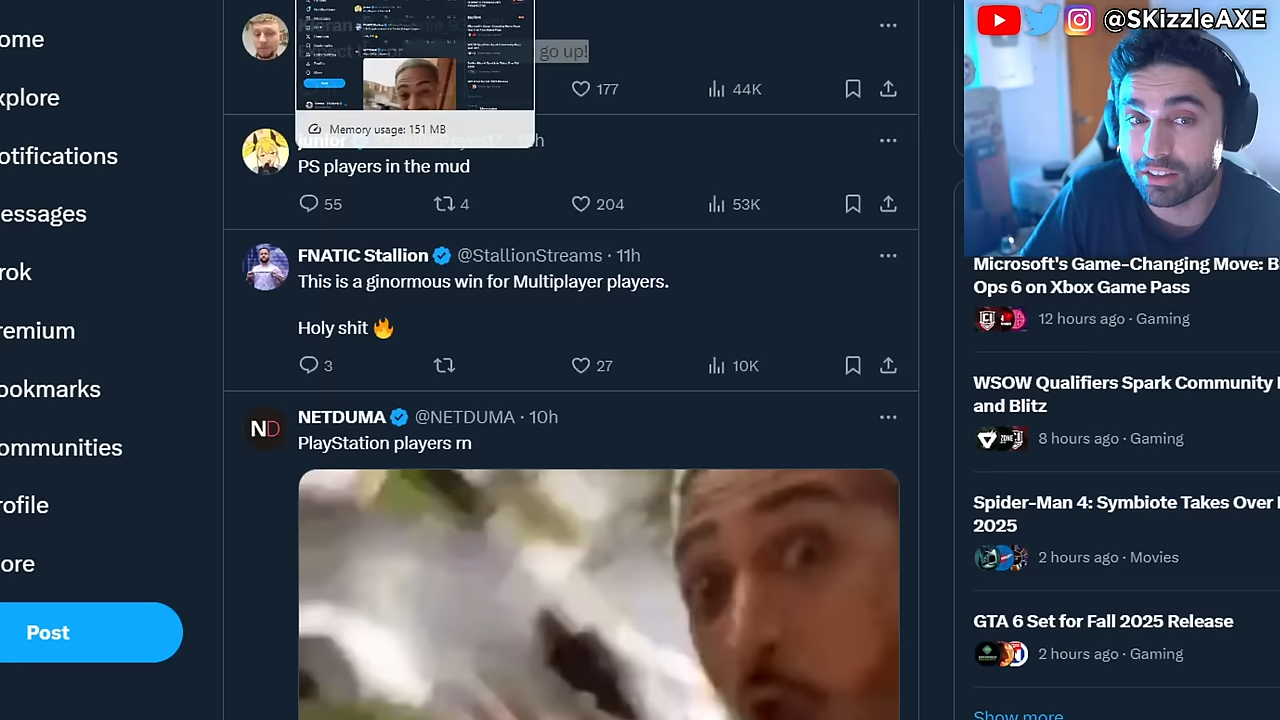 ome
xplore
otifications
essages
rok
remium
ookmarks
ommunities
rofile
ore
Post
go up!
177
44K
Memory usage: 151 MB
junior
h
PS players in the mud
55
4
204
53K
FNATIC Stallion @StallionStreams · 11h
This is a ginormous win for Multiplayer players.
Holy shit 🔥
3
27
10K
ND
NETDUMA @NETDUMA · 10h
PlayStation players rn
@SKizzleAXE
Microsoft's Game-Changing Move: B
Ops 6 on Xbox Game Pass
12 hours ago · Gaming
WSOW Qualifiers Spark Community
and Blitz
8 hours ago · Gaming
Spider-Man 4: Symbiote Takes Over
2025
2 hours ago · Movies
GTA 6 Set for Fall 2025 Release
2 hours ago · Gaming
Show more